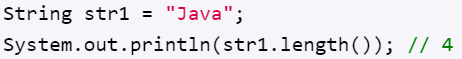 String str1 = "Java";
System.out.println(str1.length()); // 4